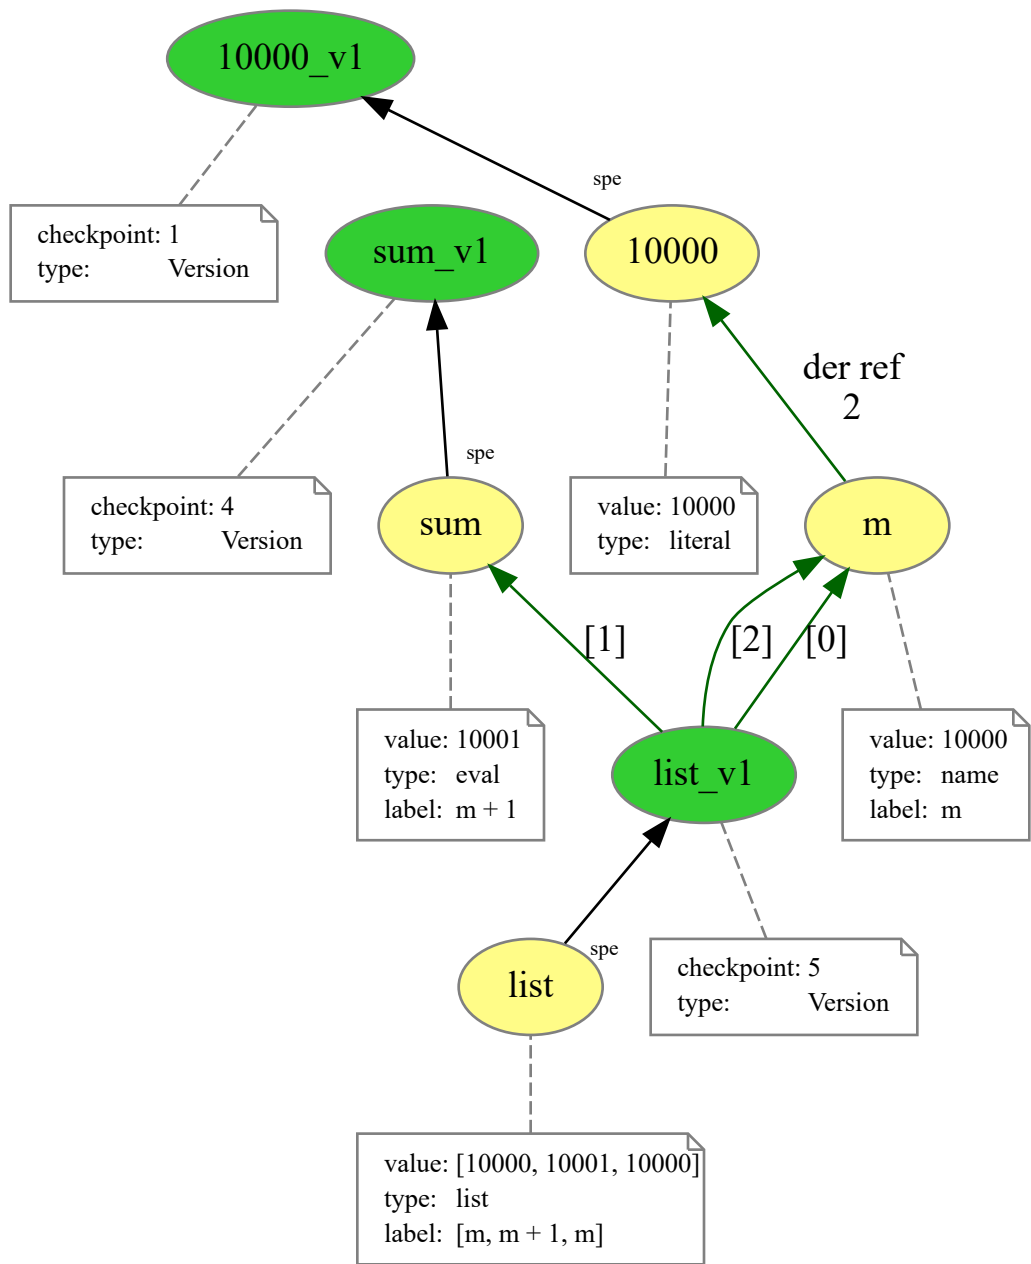 10000_v1
spe
checkpoint: 1
type: Version
sum_v1
10000
der ref
2
spe
checkpoint: 4
type: Version
sum
value: 10000
type: literal
m
[1]
[2]
[0]
value: 10001
type: eval
label: m + 1
list_v1
value: 10000
type: name
label: m
spe
list
checkpoint: 5
type: Version
value: [10000, 10001, 10000]
type: list
label: [m, m + 1, m]